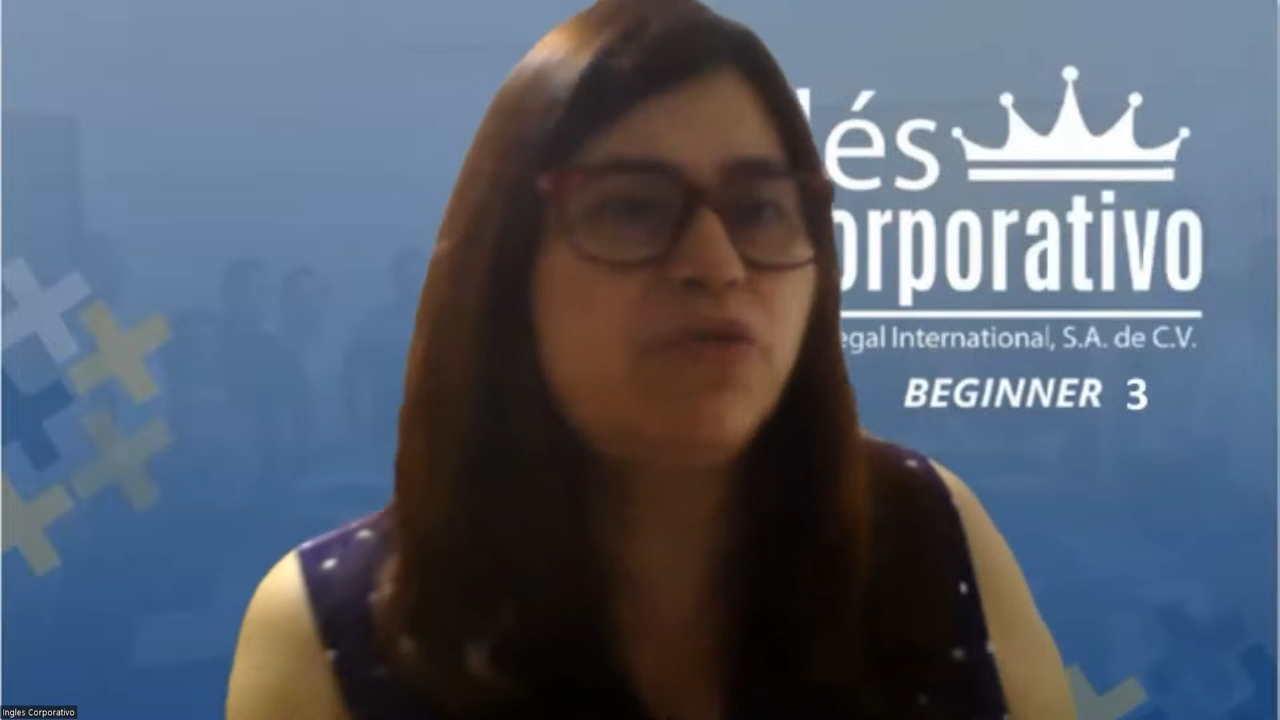 lés
orporativo
egal International, S.A. de C.V.
BEGINNER 3
Ingles Corporativo